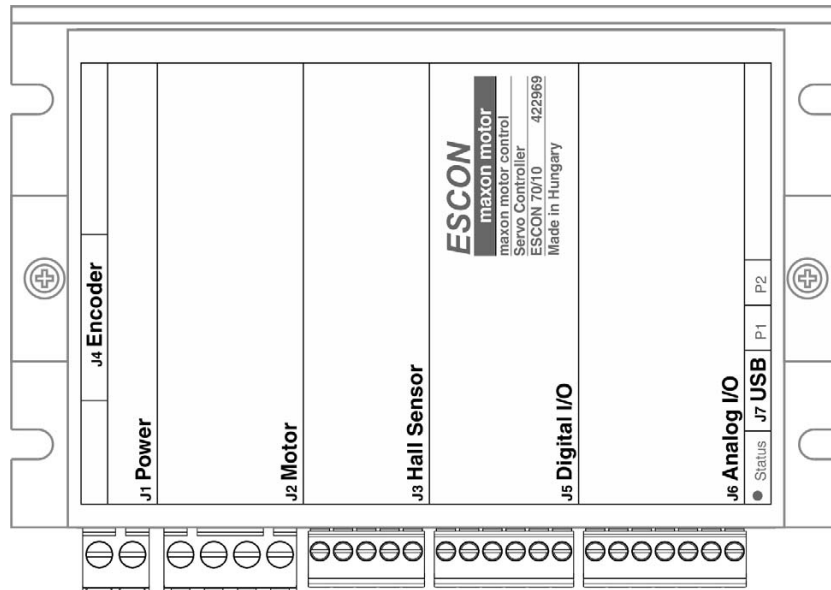 J4 Encoder
J1 Power
J2 Motor
J3 Hall Sensor
ESCON
maxon motor
maxon motor control
Servo Controller
ESCON 70/10 422969
Made in Hungary
J5 Digital I/O
J6 Analog I/O
Status
J7 USB
P1
P2